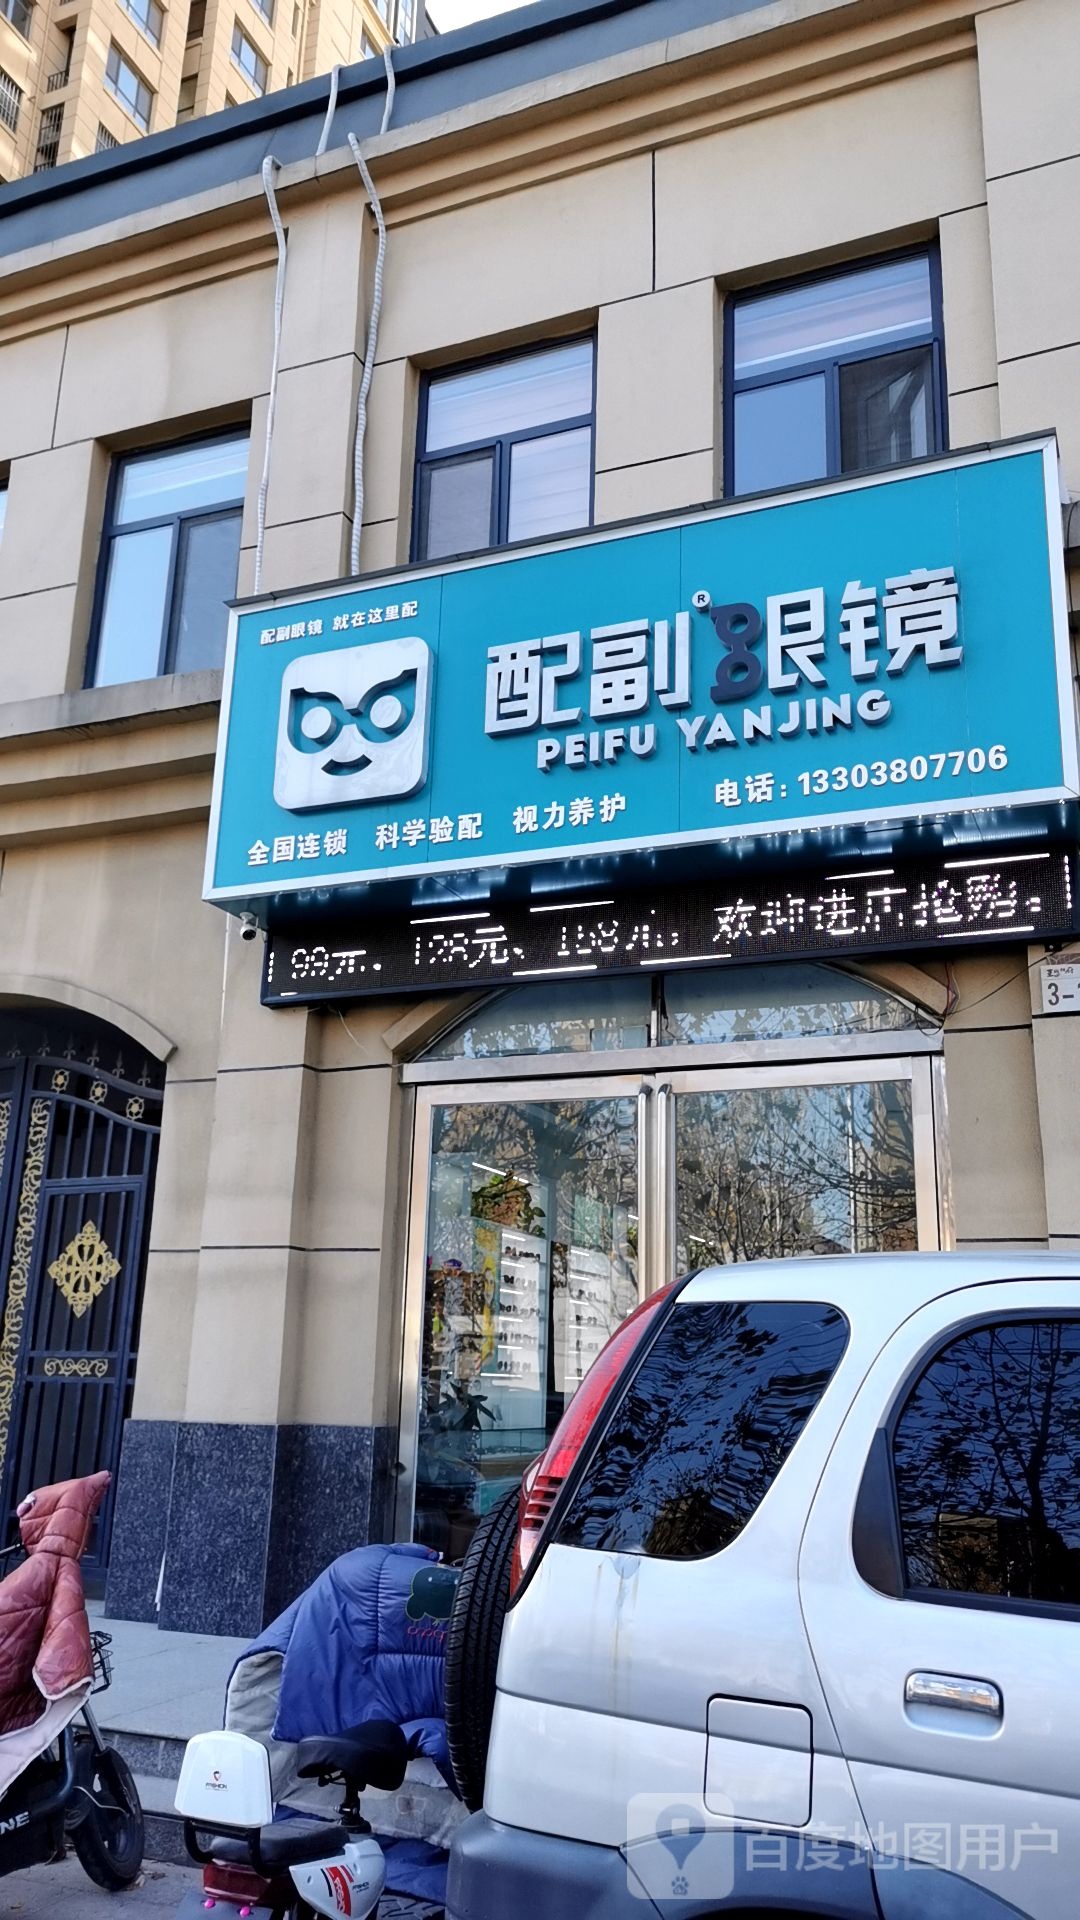 配副眼镜 就在这里配
配副眼镜
®
PEIFU YANJING
全国连锁 科学验配 视力养护
电话：13303807706
99元、128元、168元 欢迎进店抢购。
3-
FASHION
百度地图用户